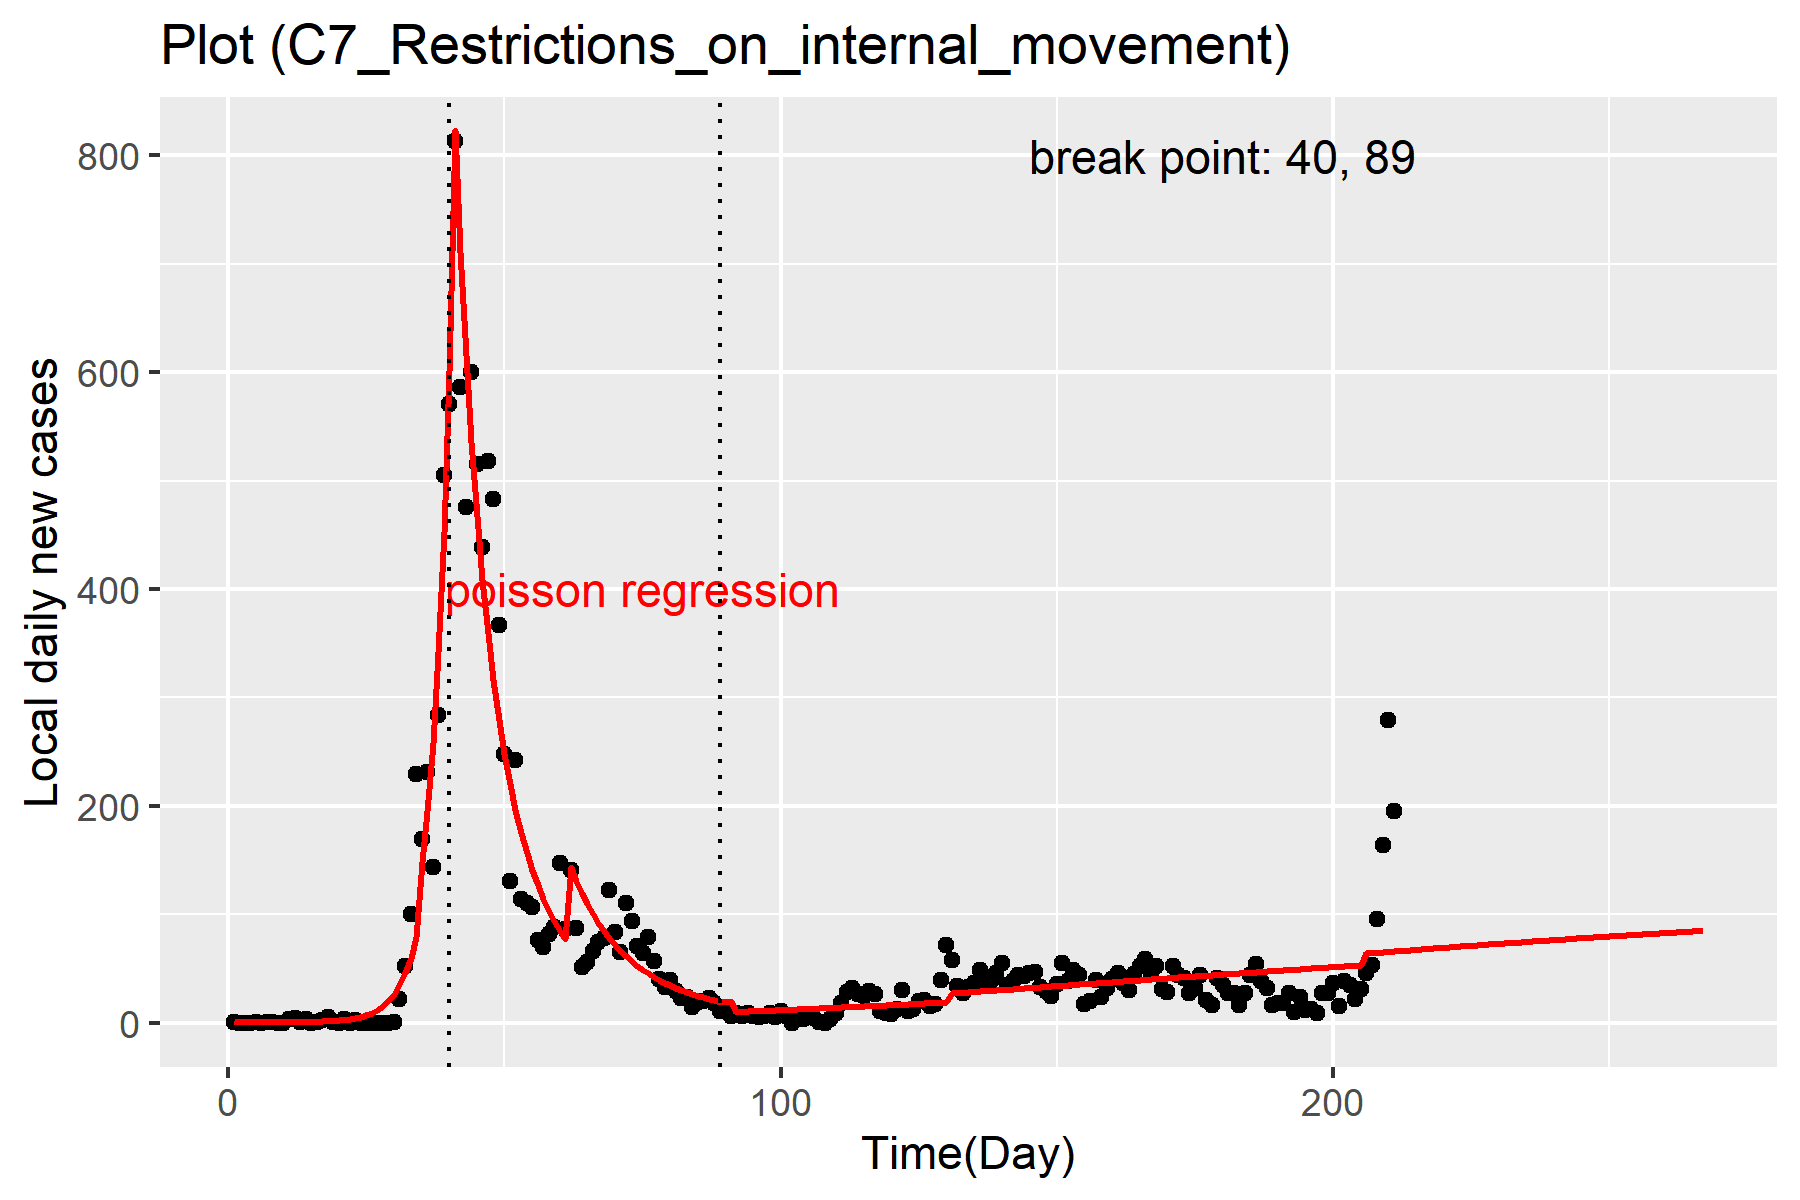 Plot (C7_Restrictions_on_internal_movement)
break point: 40, 89
poisson regression
Local daily new cases
800
600
400
200
0
0
100
200
Time(Day)